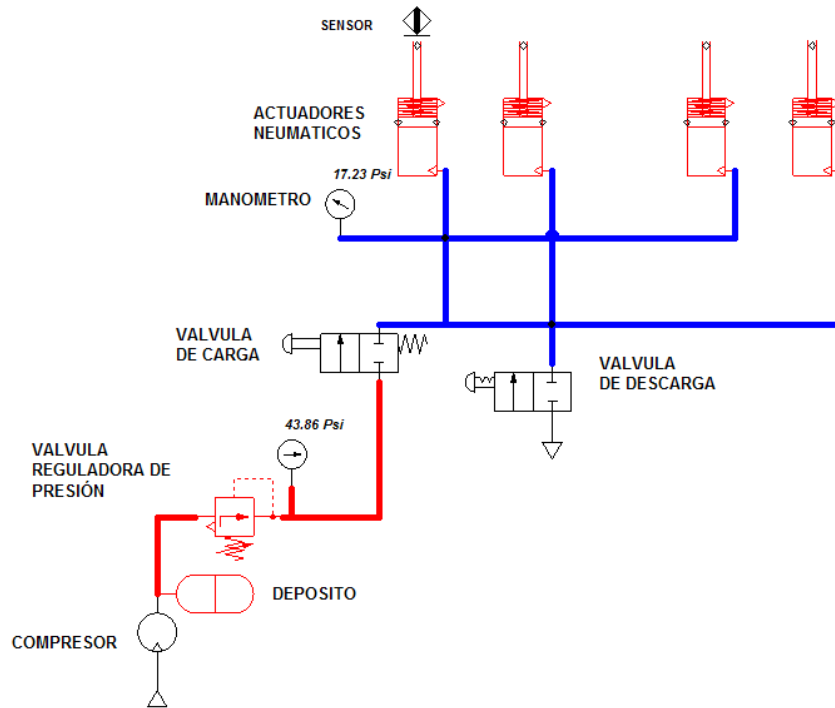 SENSOR
ACTUADORES
NEUMATICOS
17.23 Psi
MANOMETRO
VALVULA
DE CARGA
VALVULA
DE DESCARGA
43.86 Psi
VALVULA
REGULADORA DE
PRESIÓN
DEPOSITO
COMPRESOR